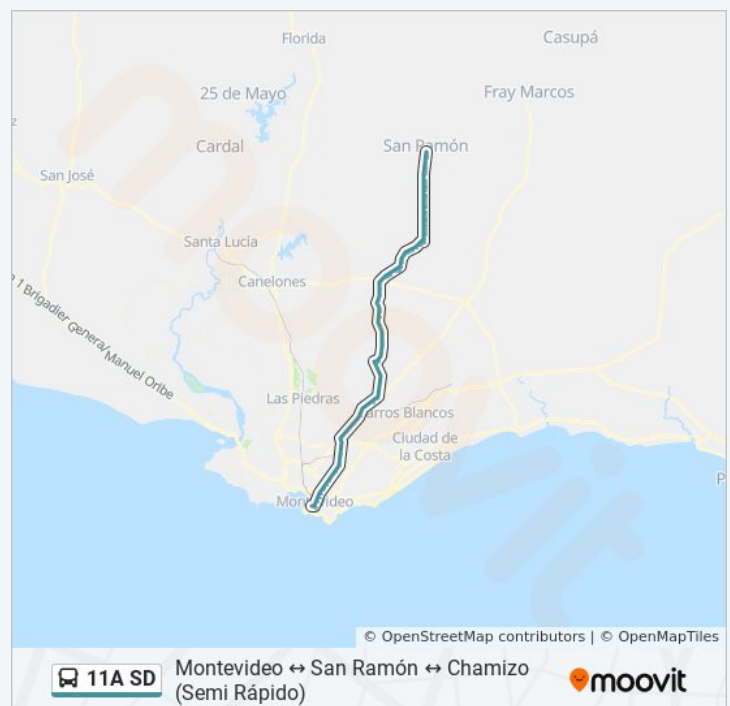 Florida
Casupá
25 de Mayo
Fray Marcos
z
Cardal
San Ramón
San José
Santa Lucía
Canelones
a 1 Brigadier General Manuel Oribe
Las Piedras
arros Blancos
Ciudad de
la Costa
P
Montevideo
moovit
© OpenStreetMap contributors | © OpenMapTiles
11A SD
Montevideo ↔ San Ramón ↔ Chamizo
(Semi Rápido)
moovit